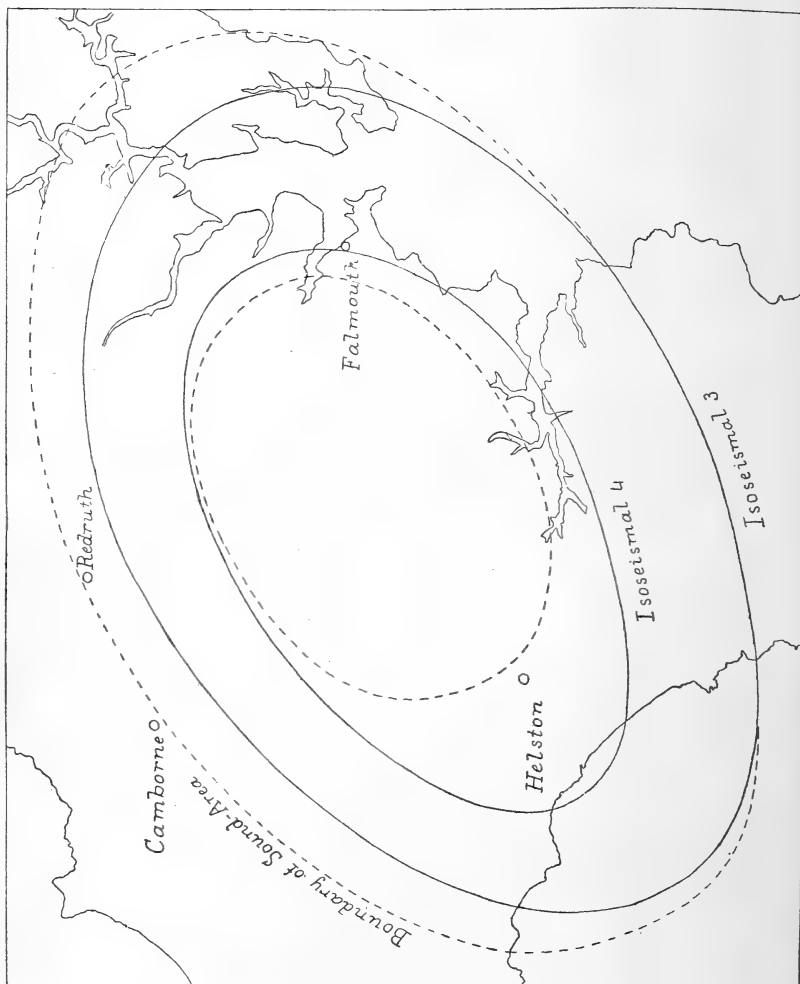 Falmouth
Redruth
Camborne
Helston
Isoseismal 3
Isoseismal 4
Boundary of Sound-Area